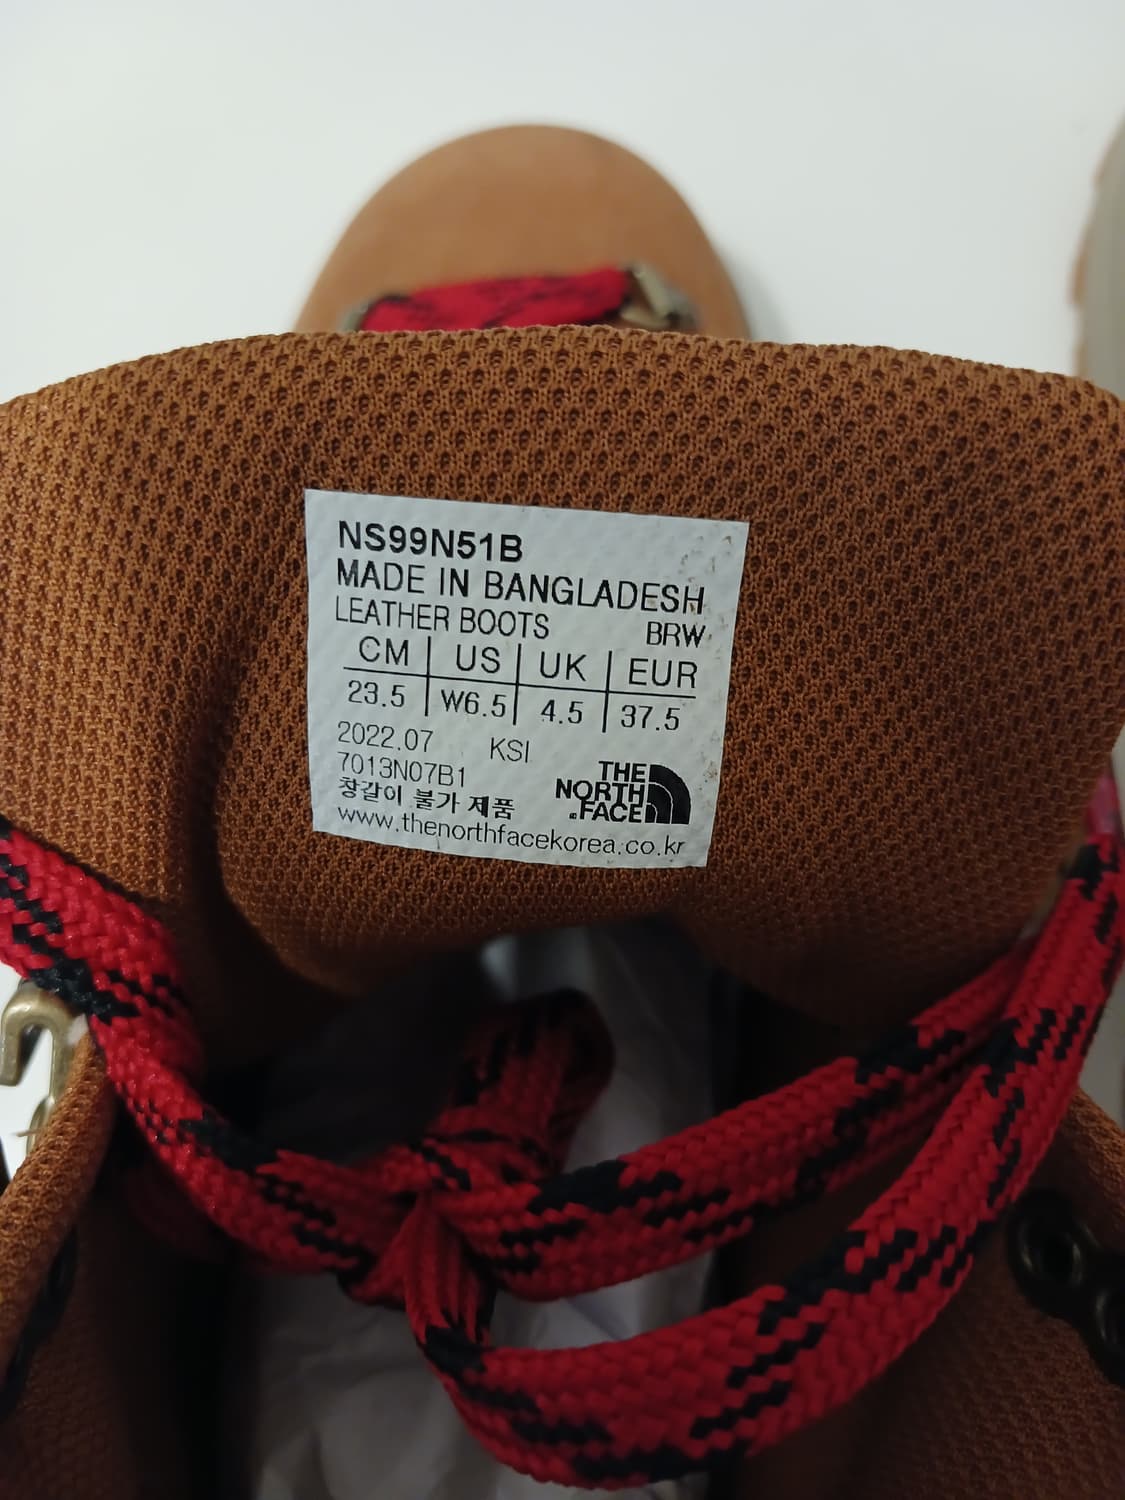 NS99N51B
MADE IN BANGLADESH
LEATHER BOOTS BRW
CM US UK EUR
23.5 W6.5 4.5 37.5
2022.07 KSI
7013N07B1
창갈이 불가 제품
THE
NORTH
FACE
www.thenorthfacekorea.co.kr